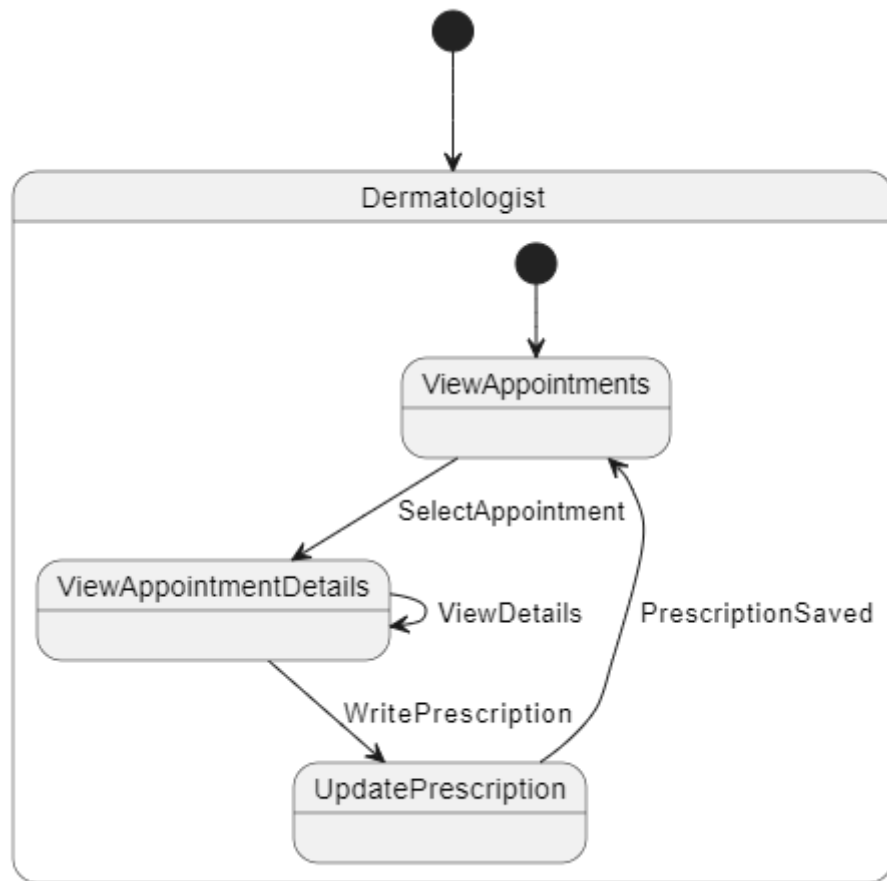 Dermatologist
ViewAppointments
SelectAppointment
ViewAppointmentDetails
ViewDetails
PrescriptionSaved
WritePrescription
UpdatePrescription